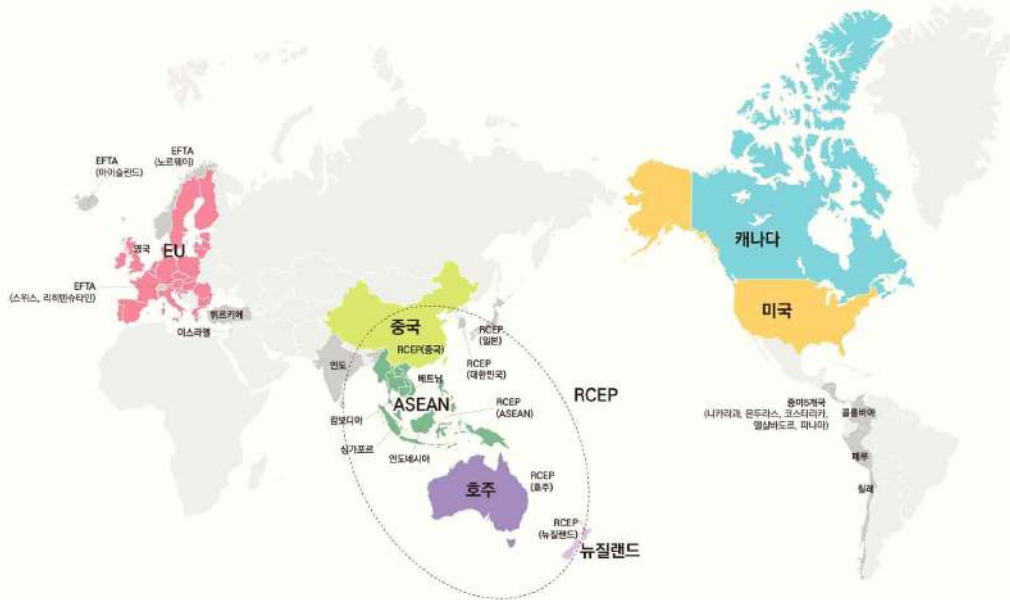 EFTA
(노르웨이)
EFTA
(아이슬란드)
영국
EU
EFTA
(스위스, 리히텐슈타인)
튀르키예
이스라엘
중국
RCEP(중국)
인도
베트남
ASEAN
캄보디아
싱가포르
인도네시아
RCEP
(일본)
RCEP
(대한민국)
RCEP
(ASEAN)
RCEP
호주
RCEP
(호주)
RCEP
(뉴질랜드)
뉴질랜드
캐나다
미국
중미5개국
(니카라과, 온두라스, 코스타리카,
엘살바도르, 파나마)
콜롬비아
페루
칠레